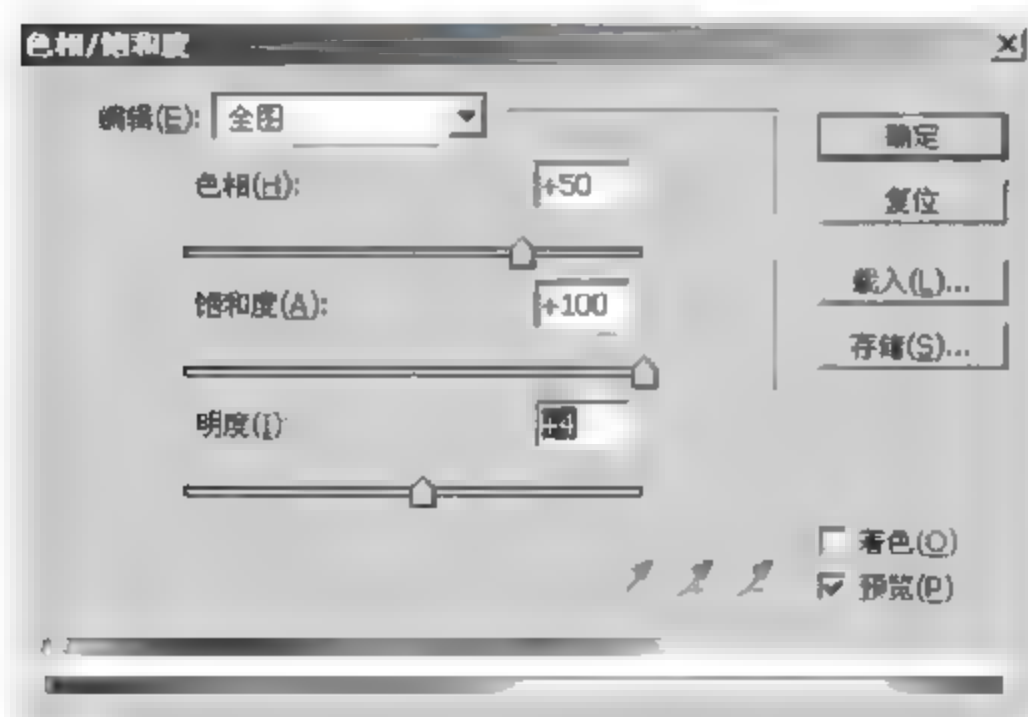 色相/饱和度
编辑(E): 全图
色相(H): +50
饱和度(A): +100
明度(I) +4
确定
复位
载入(L)...
存储(S)...
着色(O)
预览(P)